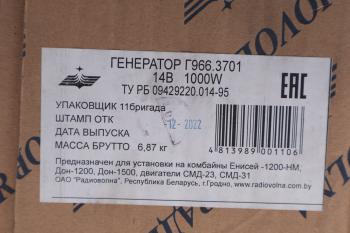 ГЕНЕРАТОР Г966.3701
14В 1000W
ТУ РБ 09429220.014-95
ЕАС
УПАКОВЩИК 11бригада
ШТАМП ОТК
ДАТА ВЫПУСКА -12- 2022
МАССА БРУТТО 6,87 кг
4 813989 001106
Предназначен для установки на комбайны Енисей -1200-НМ,
Дон-1200, Дон-1500, двигатели СМД-23, СМД-31
ОАО "Радиоволна", Республика Беларусь, г.Гродно, www.radiovolna.by